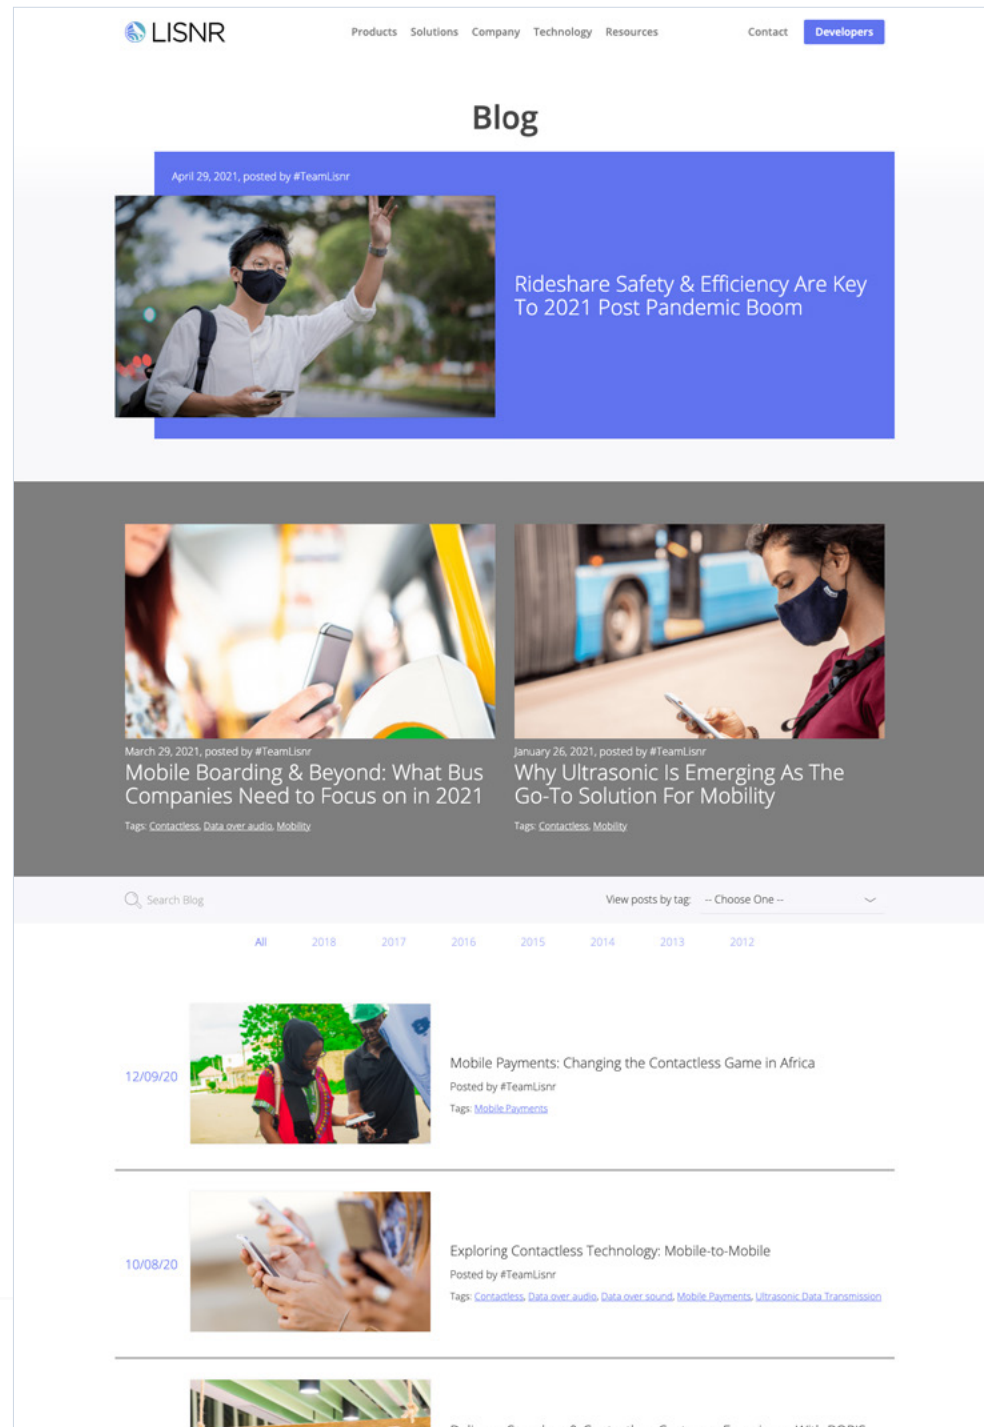 LISNR
Products Solutions Company Technology Resources Contact Developers
Blog
April 29, 2021, posted by #TeamLisnr
Rideshare Safety & Efficiency Are Key
To 2021 Post Pandemic Boom
March 29, 2021, posted by #TeamLisnr
Mobile Boarding & Beyond: What Bus
Companies Need to Focus on in 2021
Tags: Contactless, Data over audio, Mobility
January 26, 2021, posted by #TeamLisnr
Why Ultrasonic Is Emerging As The
Go-To Solution For Mobility
Tags: Contactless, Mobility
Search Blog
View posts by tag: -- Choose One --
All 2018 2017 2016 2015 2014 2013 2012
12/09/20
Mobile Payments: Changing the Contactless Game in Africa
Posted by #TeamLisnr
Tags: Mobile Payments
10/08/20
Exploring Contactless Technology: Mobile-to-Mobile
Posted by #TeamLisnr
Tags: Contactless, Data over audio, Data over sound, Mobile Payments, Ultrasonic Data Transmission